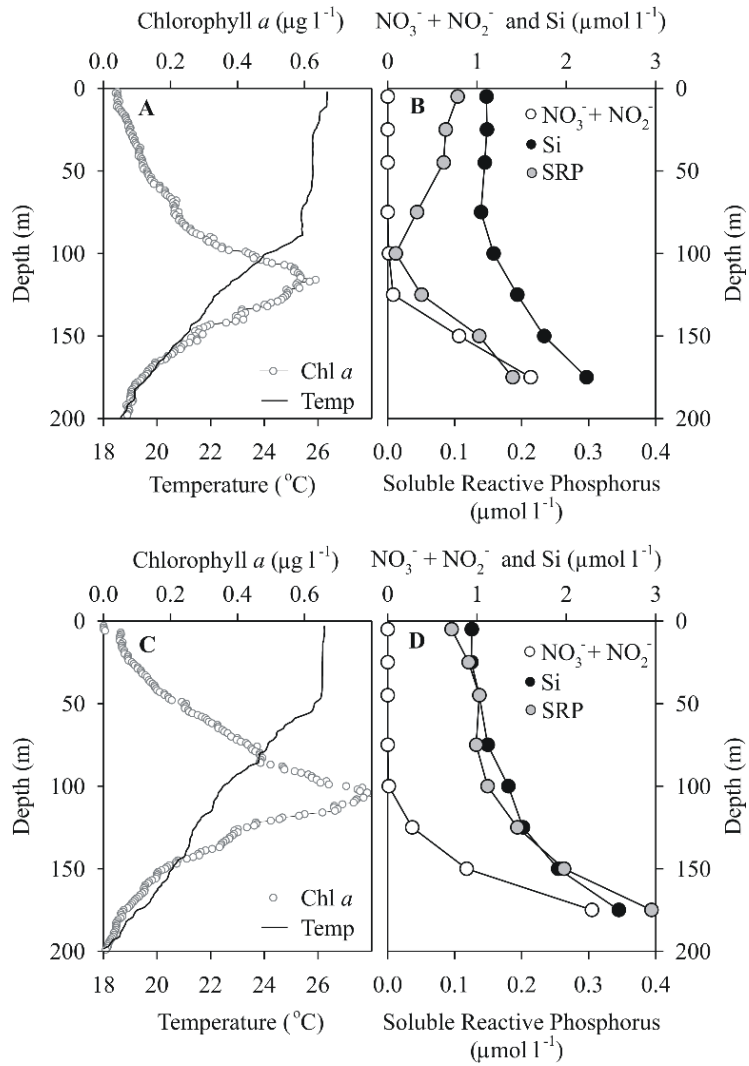 Chlorophyll a (μg l⁻¹)
NO₃⁻ + NO₂⁻ and Si (μmol l⁻¹)
0.0 0.2 0.4 0.6
0 1 2 3
0
50
100
150
200
Depth (m)
A
Chl a
Temp
18 20 22 24 26
Temperature (°C)
B
NO₃⁻ + NO₂⁻
Si
SRP
0
50
100
150
200
Depth (m)
0.0 0.1 0.2 0.3 0.4
Soluble Reactive Phosphorus
(μmol l⁻¹)
Chlorophyll a (μg l⁻¹)
NO₃⁻ + NO₂⁻ and Si (μmol l⁻¹)
0.0 0.2 0.4 0.6
0 1 2 3
0
50
100
150
200
Depth (m)
C
Chl a
Temp
18 20 22 24 26
Temperature (°C)
D
NO₃⁻ + NO₂⁻
Si
SRP
0
50
100
150
200
Depth (m)
0.0 0.1 0.2 0.3 0.4
Soluble Reactive Phosphorus
(μmol l⁻¹)